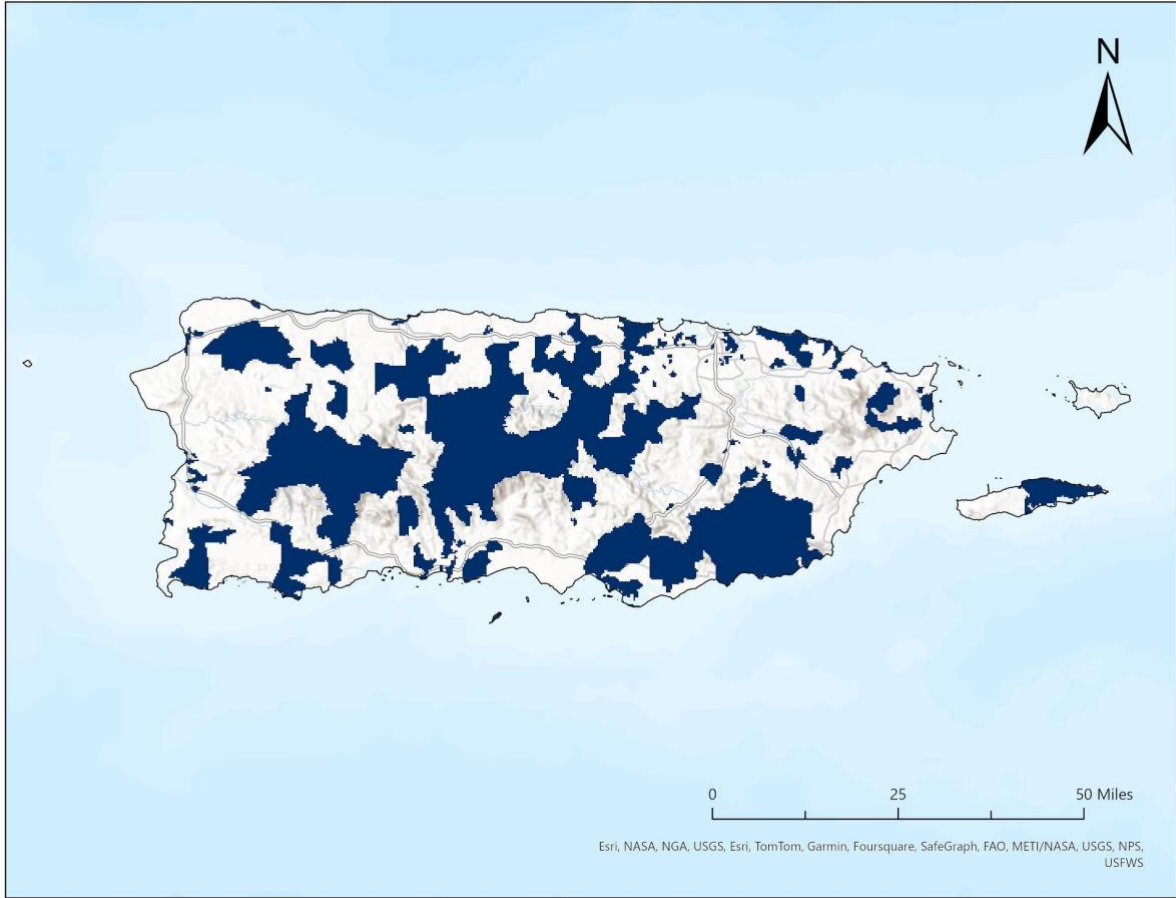 N
0 25 50 Miles
Esri, NASA, NGA, USGS, Esri, TomTom, Garmin, Foursquare, SafeGraph, FAO, METI/NASA, USGS, NPS,
USFWS